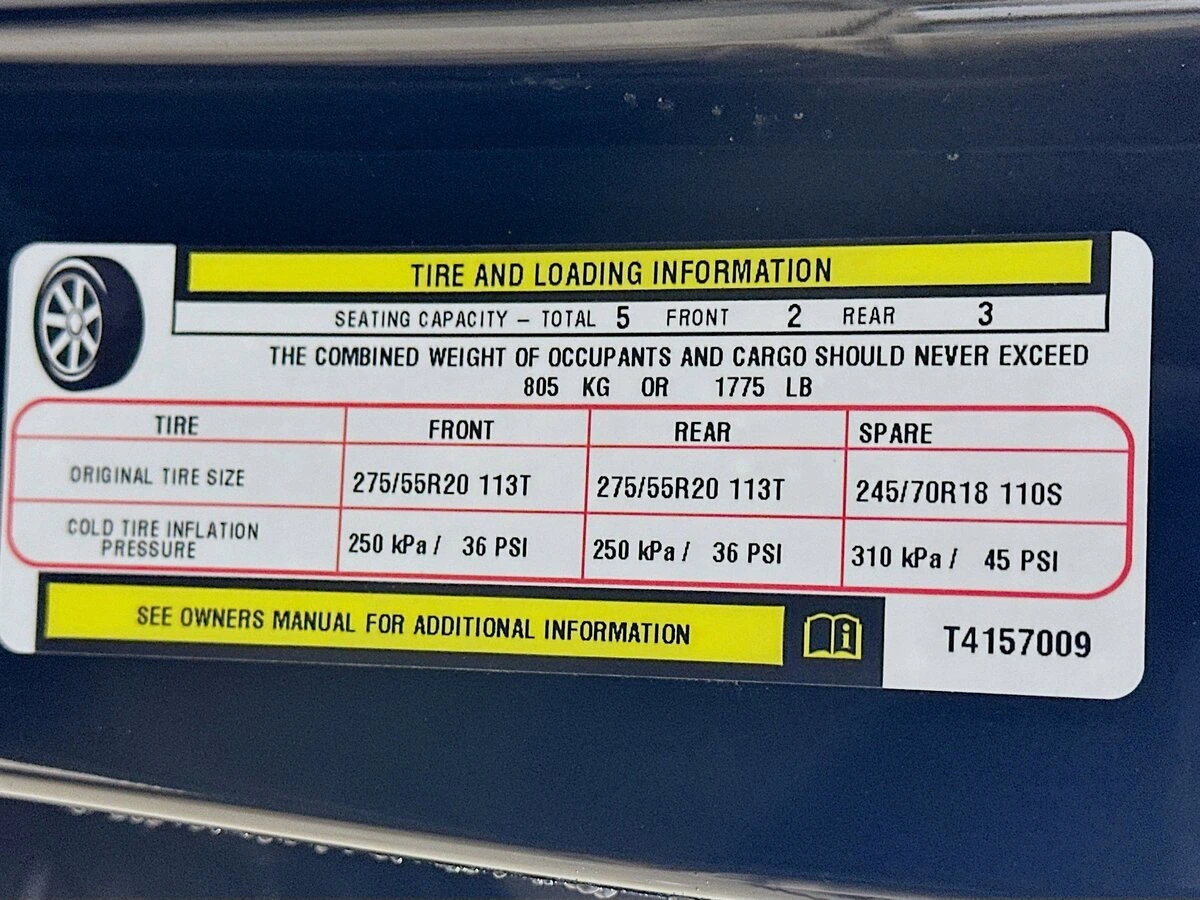 TIRE AND LOADING INFORMATION
SEATING CAPACITY – TOTAL 5 FRONT 2 REAR 3
THE COMBINED WEIGHT OF OCCUPANTS AND CARGO SHOULD NEVER EXCEED
805 KG OR 1775 LB
TIRE FRONT REAR SPARE
ORIGINAL TIRE SIZE 275/55R20 113T 275/55R20 113T 245/70R18 110S
COLD TIRE INFLATION
PRESSURE 250 kPa / 36 PSI 250 kPa / 36 PSI 310 kPa / 45 PSI
SEE OWNERS MANUAL FOR ADDITIONAL INFORMATION
T4157009